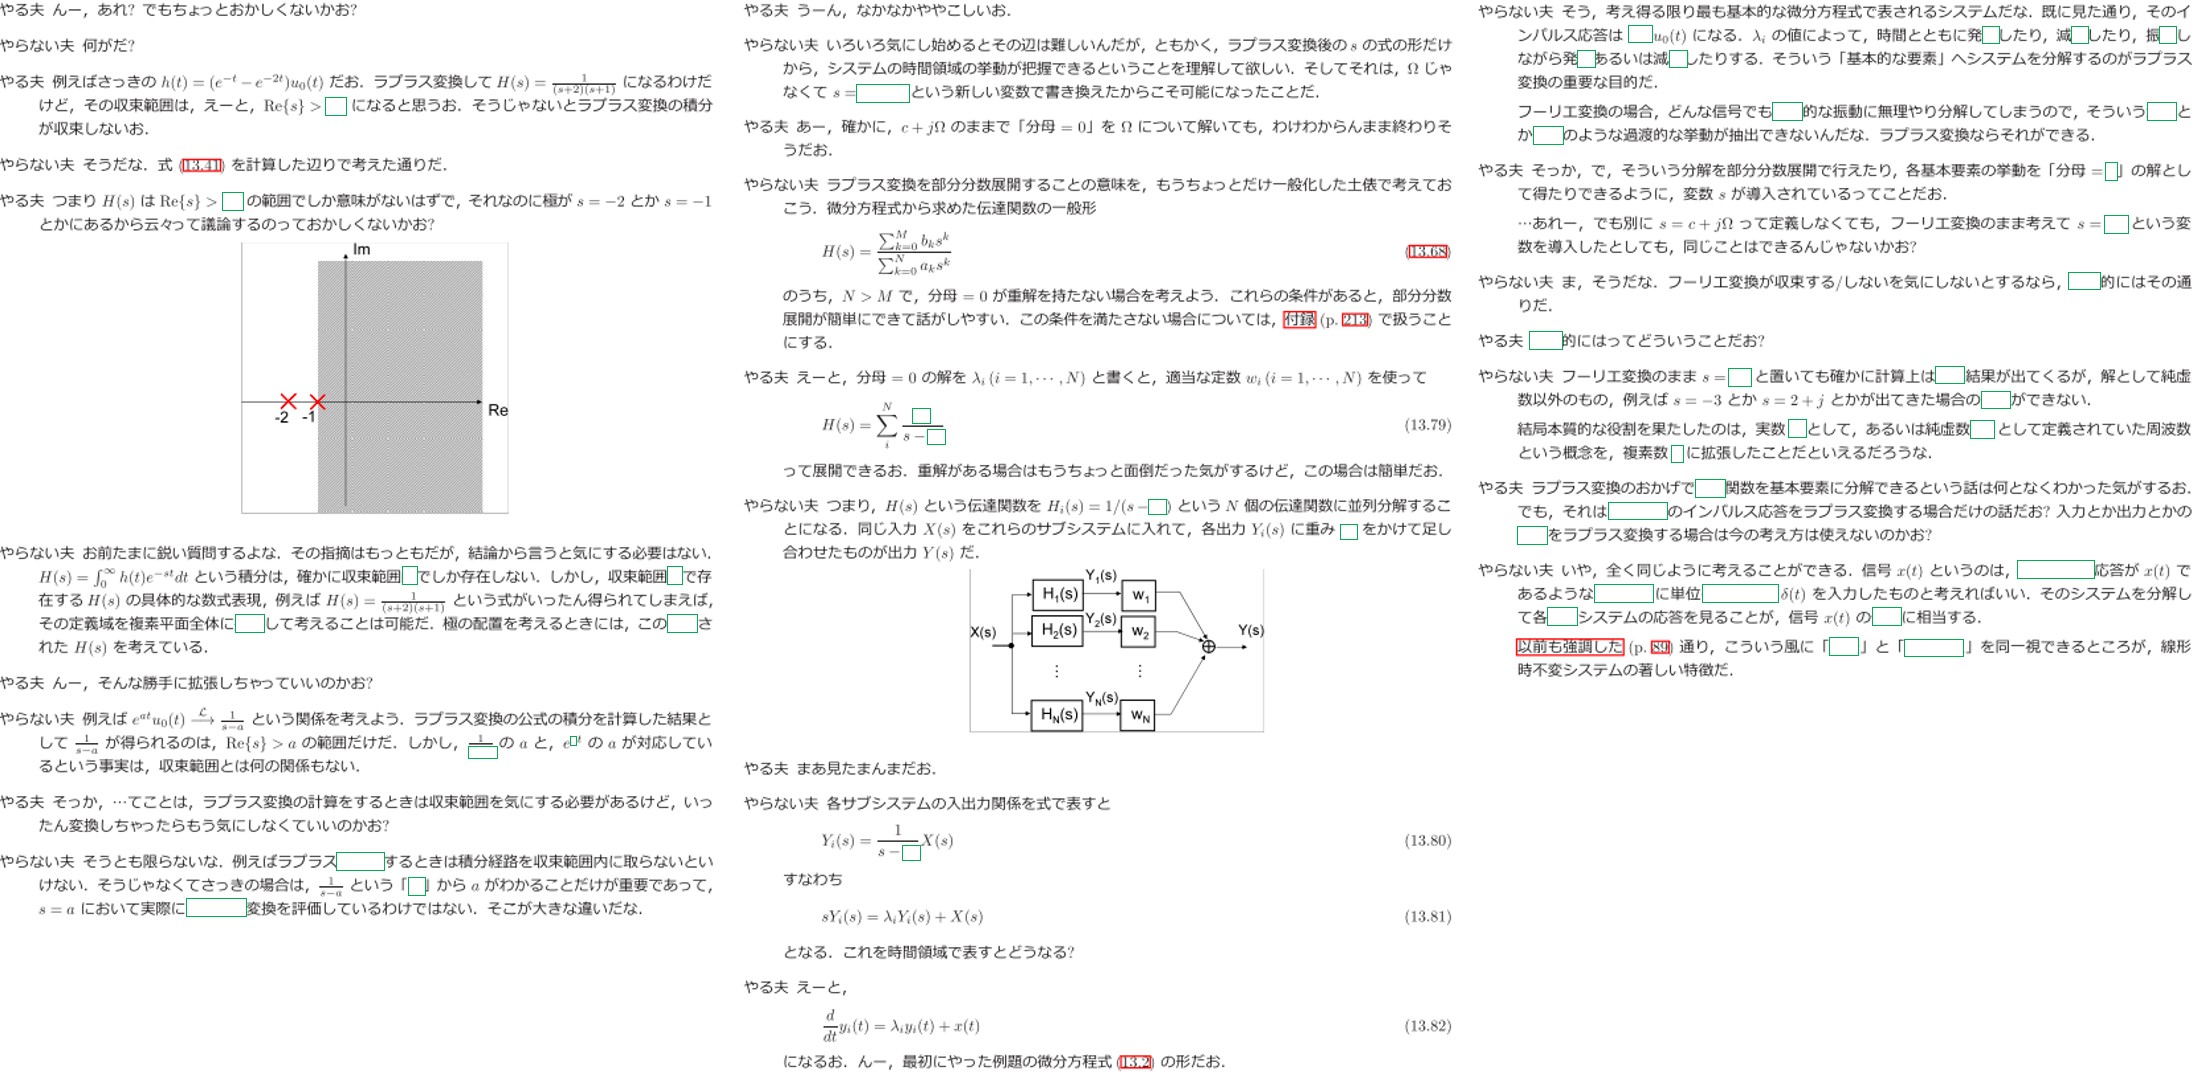 やる夫 んー，あれ? でもちょっとおかしくないかお?
やらない夫 何がだ?
やる夫 例えばさっきの h(t) = (e^{-t} − e^{-2t})u_0(t) だお．ラプラス変換して H(s) = \frac{1}{(s+2)(s+1)} になるわけだ
けど，その収束範囲は，えーと，Re{s} > □ になると思うお．そうじゃないとラプラス変換の積分
が収束しないお．
やらない夫 そうだな．式 (13.41) を計算した辺りで考えた通りだ．
やる夫 つまり H(s) は Re{s} > □ の範囲でしか意味がないはずで，それなのに極が s = −2 とか s = −1
とかにあるから云々って議論するのっておかしくないかお?
Im
-2 -1 Re
やらない夫 お前たまに鋭い質問するよな．その指摘はもっともだが，結論から言うと気にする必要はない．
H(s) = ∫_0^∞ h(t)e^{-st}dt という積分は，確かに収束範囲□でしか存在しない．しかし，収束範囲□で存
在する H(s) の具体的な数式表現，例えば H(s) = \frac{1}{(s+2)(s+1)} という式がいったん得られてしまえば，
その定義域を複素平面全体に□して考えることは可能だ．極の配置を考えるときには，この□さ
れた H(s) を考えている．
やる夫 んー，そんな勝手に拡張しちゃっていいのかお?
やらない夫 例えば e^{at}u_0(t) \xrightarrow{L} \frac{1}{s−a} という関係を考えよう．ラプラス変換の公式の積分を計算した結果と
して \frac{1}{s−a} が得られるのは，Re{s} > a の範囲だけだ．しかし，\frac{1}{□} の a と，e^{□t} の a が対応してい
るという事実は，収束範囲とは何の関係もない．
やる夫 そっか，…てことは，ラプラス変換の計算をするときは収束範囲を気にする必要があるけど，いっ
たん変換しちゃったらもう気にしなくていいのかお?
やらない夫 そうとも限らないな．例えばラプラス□するときは積分経路を収束範囲内に取らないとい
けない．そうじゃなくてさっきの場合は，\frac{1}{s−a} という「□」から a がわかることだけが重要であって，
s = a において実際に□変換を評価しているわけではない．そこが大きな違いだな．
やる夫 うーん，なかなかややこしいお．
やらない夫 いろいろ気にし始めるとその辺は難しいんだが，ともかく，ラプラス変換後の s の式の形だけ
から，システムの時間領域の挙動が把握できるということを理解して欲しい．そしてそれは，Ω じゃ
なくて s =□という新しい変数で書き換えたからこそ可能になったことだ．
やる夫 あー，確かに，c + jΩ のままで「分母 = 0」を Ω について解いても，わけわからんまま終わりそ
うだお．
やらない夫 ラプラス変換を部分分数展開することの意味を，もうちょっとだけ一般化した土俵で考えてお
こう．微分方程式から求めた伝達関数の一般形
H(s) = \frac{∑_{k=0}^{M} b_k s^k}{∑_{k=0}^{N} a_k s^k} (13.68)
のうち，N > M で，分母 = 0 が重解を持たない場合を考えよう．これらの条件があると，部分分数
展開が簡単にできて話がしやすい．この条件を満たさない場合については，付録 (p. 213) で扱うこと
にする．
やる夫 えーと，分母 = 0 の解を λ_i (i = 1, ⋯ , N) と書くと，適当な定数 w_i (i = 1, ⋯ , N) を使って
H(s) = ∑_i^N \frac{□}{s − □} (13.79)
って展開できるお．重解がある場合はもうちょっと面倒だった気がするけど，この場合は簡単だお．
やらない夫 つまり，H(s) という伝達関数を H_i(s) = 1/(s −□) という N 個の伝達関数に並列分解するこ
とになる．同じ入力 X(s) をこれらのサブシステムに入れて，各出力 Y_i(s) に重み □ をかけて足し
合わせたものが出力 Y(s) だ．
X(s) H_1(s) Y_1(s) w_1
H_2(s) Y_2(s) w_2 ⊕ Y(s)
⋮ ⋮
H_N(s) Y_N(s) w_N
やる夫 まあ見たまんまだお．
やらない夫 各サブシステムの入出力関係を式で表すと
Y_i(s) = \frac{1}{s − □}X(s) (13.80)
すなわち
sY_i(s) = λ_iY_i(s) + X(s) (13.81)
となる．これを時間領域で表すとどうなる?
やる夫 えーと，
\frac{d}{dt}y_i(t) = λ_iy_i(t) + x(t) (13.82)
になるお．んー，最初にやった例題の微分方程式 (13.2) の形だお．
やらない夫 そう，考え得る限り最も基本的な微分方程式で表されるシステムだな．既に見た通り，そのイ
ンパルス応答は □u_0(t) になる．λ_i の値によって，時間とともに発□したり，減□したり，振□し
ながら発□あるいは減□したりする．そういう「基本的な要素」へシステムを分解するのがラプラス
変換の重要な目的だ．
フーリエ変換の場合，どんな信号でも□的な振動に無理やり分解してしまうので，そういう□と
か□のような過渡的な挙動が抽出できないんだな．ラプラス変換ならそれができる．
やる夫 そっか，で，そういう分解を部分分数展開で行えたり，各基本要素の挙動を「分母 =□」の解とし
て得たりできるように，変数 s が導入されているってことだお．
…あれー，でも別に s = c + jΩ って定義しなくても，フーリエ変換のまま考えて s =□という変
数を導入したとしても，同じことはできるんじゃないかお?
やらない夫 ま，そうだな．フーリエ変換が収束する/しないを気にしないとするなら，□的にはその通
りだ．
やる夫 □的にはってどういうことだお?
やらない夫 フーリエ変換のまま s =□ と置いても確かに計算上は□結果が出てくるが，解として純虚
数以外のもの，例えば s = −3 とか s = 2 + j とかが出てきた場合の□ができない．
結局本質的な役割を果たしたのは，実数□として，あるいは純虚数□として定義されていた周波数
という概念を，複素数□に拡張したことだといえるだろうな．
やる夫 ラプラス変換のおかげで□関数を基本要素に分解できるという話は何となくわかった気がするお．
でも，それは□のインパルス応答をラプラス変換する場合だけの話だお? 入力とか出力とかの
□をラプラス変換する場合は今の考え方は使えないのかお?
やらない夫 いや，全く同じように考えることができる．信号 x(t) というのは，□応答が x(t) で
あるような□に単位□δ(t) を入力したものと考えればいい．そのシステムを分解し
て各□システムの応答を見ることが，信号 x(t) の□に相当する．
以前も強調した (p. 89) 通り，こういう風に「□」と「□」を同一視できるところが，線形
時不変システムの著しい特徴だ．